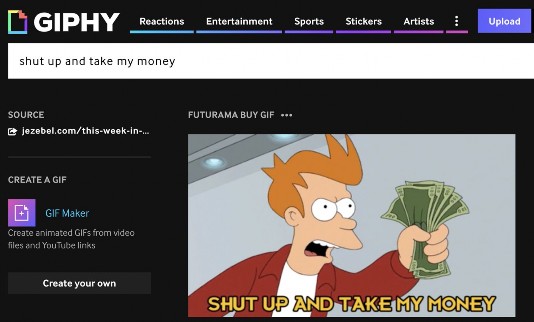 GIPHY
Reactions Entertainment Sports Stickers Artists Upload
shut up and take my money
SOURCE
jezebel.com/this-week-in-...
CREATE A GIF
GIF Maker
Create animated GIFs from video
files and YouTube links
Create your own
FUTURAMA BUY GIF
SHUT UP AND TAKE MY MONEY